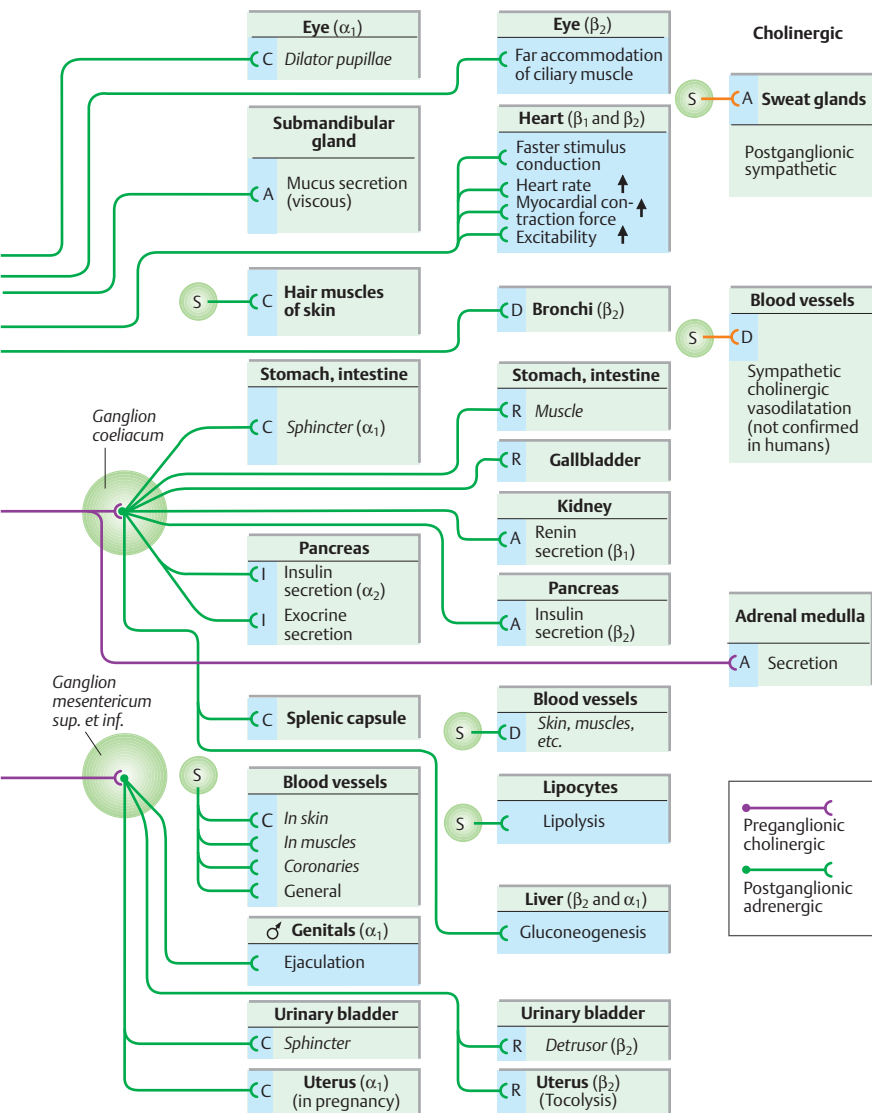 Eye (α₁)
C Dilator pupillae
Submandibular
gland
A Mucus secretion
(viscous)
S C Hair muscles
of skin
Stomach, intestine
C Sphincter (α₁)
Ganglion
coeliacum
Pancreas
I Insulin
secretion (α₂)
I Exocrine
secretion
Ganglion
mesentericum
sup. et inf.
C Splenic capsule
S
Blood vessels
C In skin
In muscles
Coronaries
General
♂ Genitals (α₁)
Ejaculation
Urinary bladder
C Sphincter
C Uterus (α₁)
(in pregnancy)
Eye (β₂)
Far accommodation
of ciliary muscle
Heart (β₁ and β₂)
Faster stimulus
conduction
Heart rate
Myocardial con-
traction force
Excitability
D Bronchi (β₂)
Stomach, intestine
R Muscle
R Gallbladder
Kidney
A Renin
secretion (β₁)
Pancreas
A Insulin
secretion (β₂)
Blood vessels
S D Skin, muscles,
etc.
Lipocytes
S Lipolysis
Liver (β₂ and α₁)
Gluconeogenesis
Urinary bladder
R Detrusor (β₂)
R Uterus (β₂)
(Tocolysis)
Cholinergic
S A Sweat glands
Postganglionic
sympathetic
Blood vessels
S D
Sympathetic
cholinergic
vasodilatation
(not confirmed
in humans)
Adrenal medulla
A Secretion
Preganglionic
cholinergic
Postganglionic
adrenergic